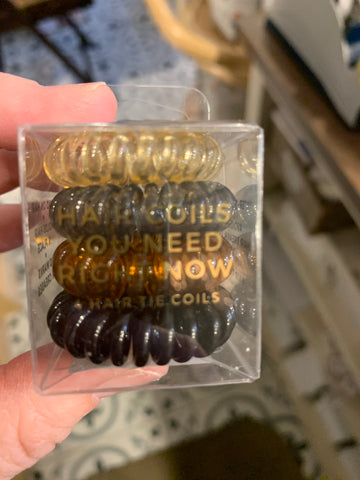 HAIR COILS
YOU NEED
RIGHT NOW
4 HAIR TIE COILS